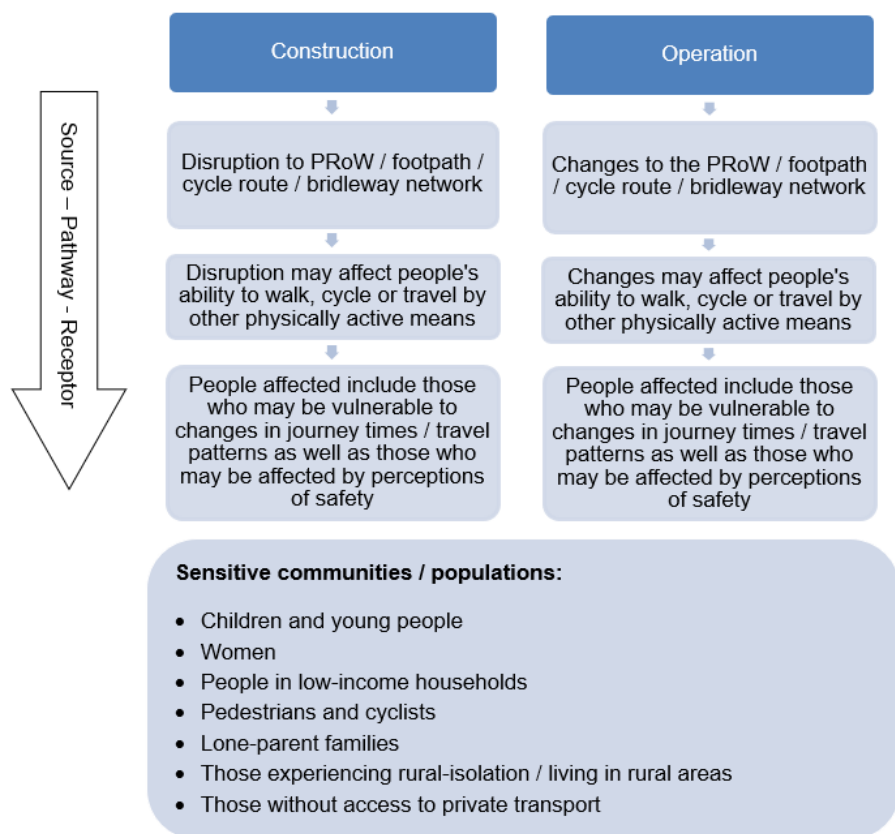 Construction
Operation
Source – Pathway - Receptor
Disruption to PRoW / footpath /
cycle route / bridleway network
Changes to the PRoW / footpath
/ cycle route / bridleway network
Disruption may affect people's
ability to walk, cycle or travel by
other physically active means
Changes may affect people's
ability to walk, cycle or travel by
other physically active means
People affected include those
who may be vulnerable to
changes in journey times / travel
patterns as well as those who
may be affected by perceptions
of safety
People affected include those
who may be vulnerable to
changes in journey times / travel
patterns as well as those who
may be affected by perceptions
of safety
Sensitive communities / populations:
• Children and young people
• Women
• People in low-income households
• Pedestrians and cyclists
• Lone-parent families
• Those experiencing rural-isolation / living in rural areas
• Those without access to private transport